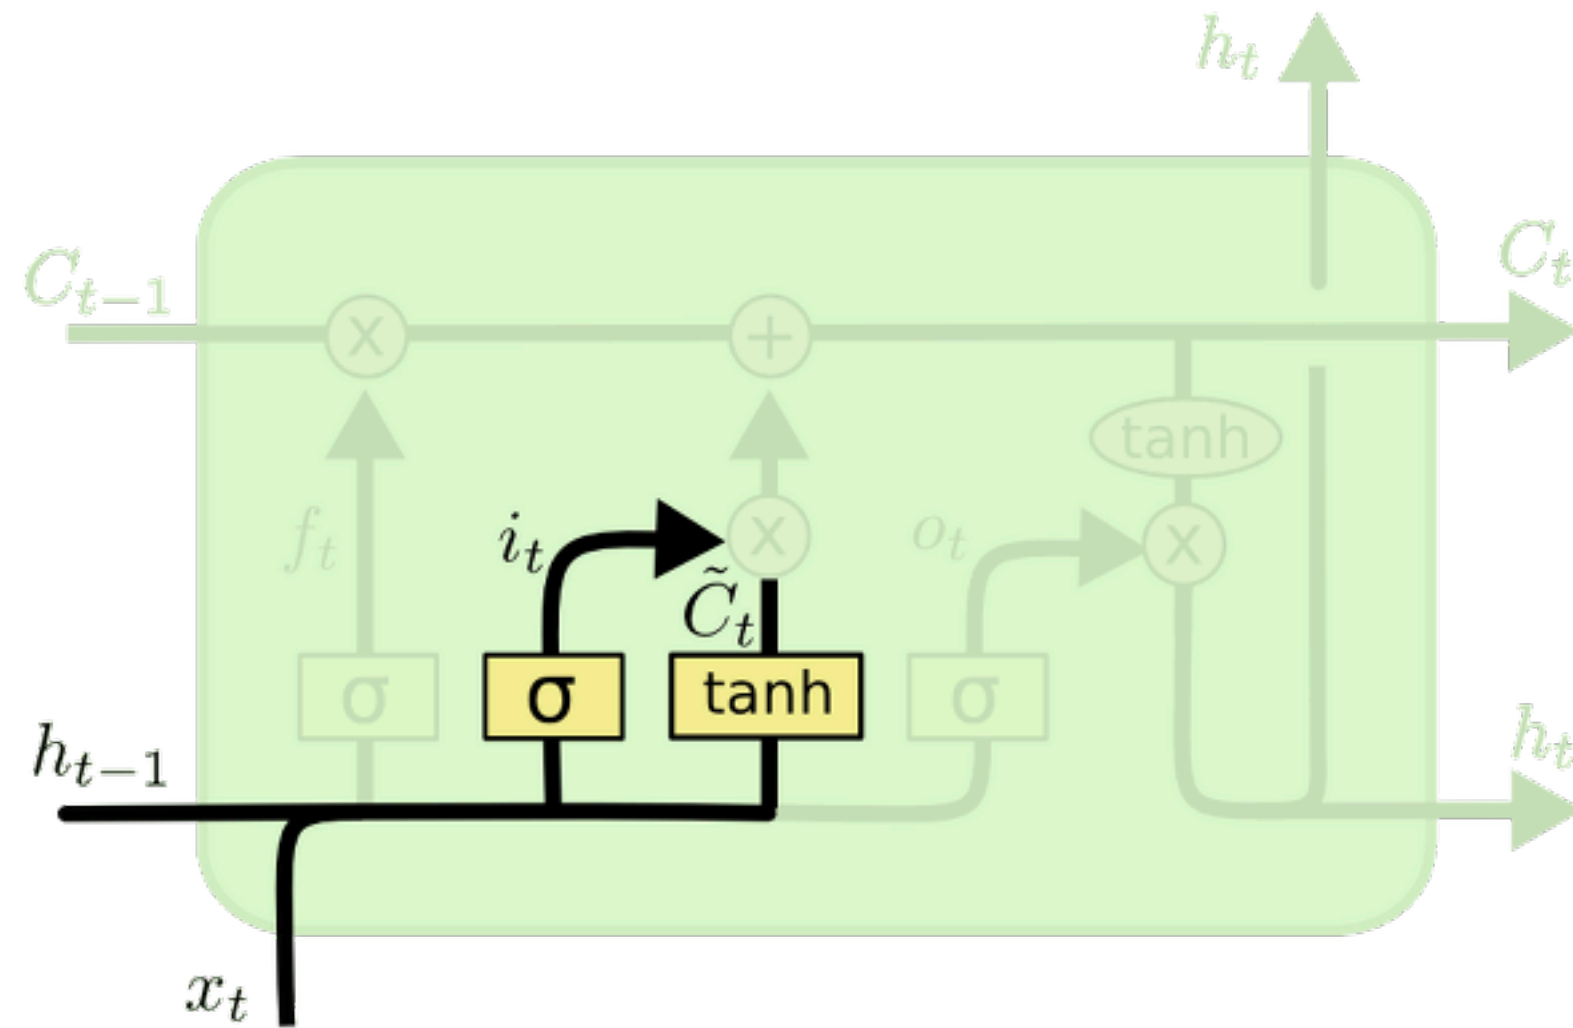 h_t
C_{t-1}
C_t
x
+
tanh
f_t
i_t
x
o_t
x
C̃_t
σ
σ
tanh
σ
h_{t-1}
h_t
x_t